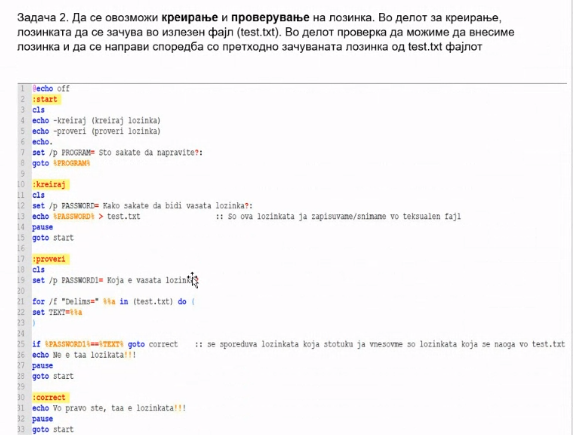 Задача 2. Да се овозможи креирање и проверување на лозинка. Во делот за креирање,
лозинката да се зачува во излезен фајл (test.txt). Во делот проверка да можиме да внесиме
лозинка и да се направи споредба со претходно зачуваната лозинка од test.txt фајлот
1 @echo off
2 :start
3 cls
4 echo -kreiraj (kreiraj lozinka)
5 echo -proveri (proveri lozinka)
6 echo.
7 set /p PROGRAM= Sto sakate da napravite?:
8 goto %PROGRAM%
9
10 :kreiraj
11 cls
12 set /p PASSWORD= Kako sakate da bidi vasata lozinka?:
13 echo %PASSWORD% > test.txt :: So ova lozinkata ja zapisuvame/snimame vo teksualen fajl
14 pause
15 goto start
16
17 :proveri
18 cls
19 set /p PASSWORD1= Koja e vasata lozinka?
20
21 for /f "Delims=" %%a in (test.txt) do (
22 set TEXT=%%a
23 )
24
25 if %PASSWORD1%==%TEXT% goto correct :: se sporeduva lozinkata koja stotuku ja vnesovme so lozinkata koja se naoga vo test.txt
26 echo Ne e taa lozikata!!!
27 pause
28 goto start
29
30 :correct
31 echo Vo pravo ste, taa e lozinkata!!!
32 pause
33 goto start